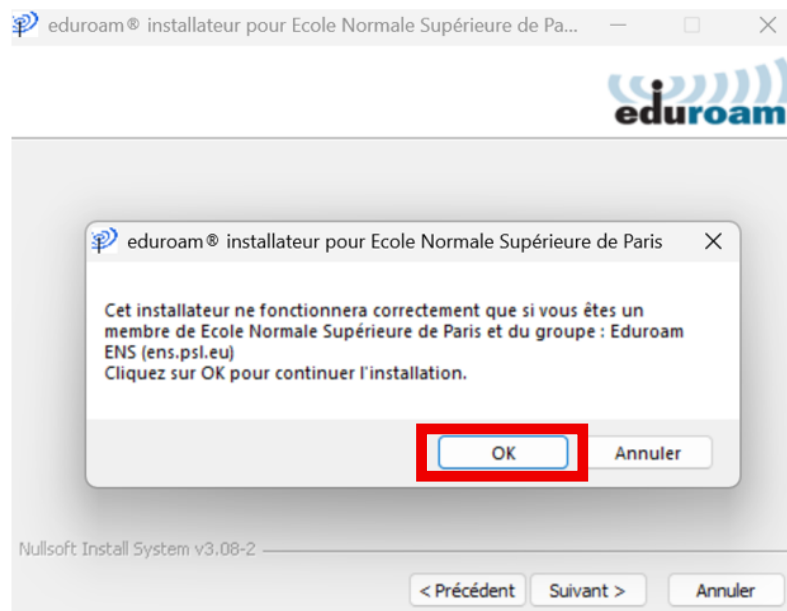 eduroam® installateur pour Ecole Normale Supérieure de Pa...
eduroam
eduroam® installateur pour Ecole Normale Supérieure de Paris
Cet installateur ne fonctionnera correctement que si vous êtes un
membre de Ecole Normale Supérieure de Paris et du groupe : Eduroam
ENS (ens.psl.eu)
Cliquez sur OK pour continuer l'installation.
OK Annuler
Nullsoft Install System v3.08-2
< Précédent Suivant > Annuler